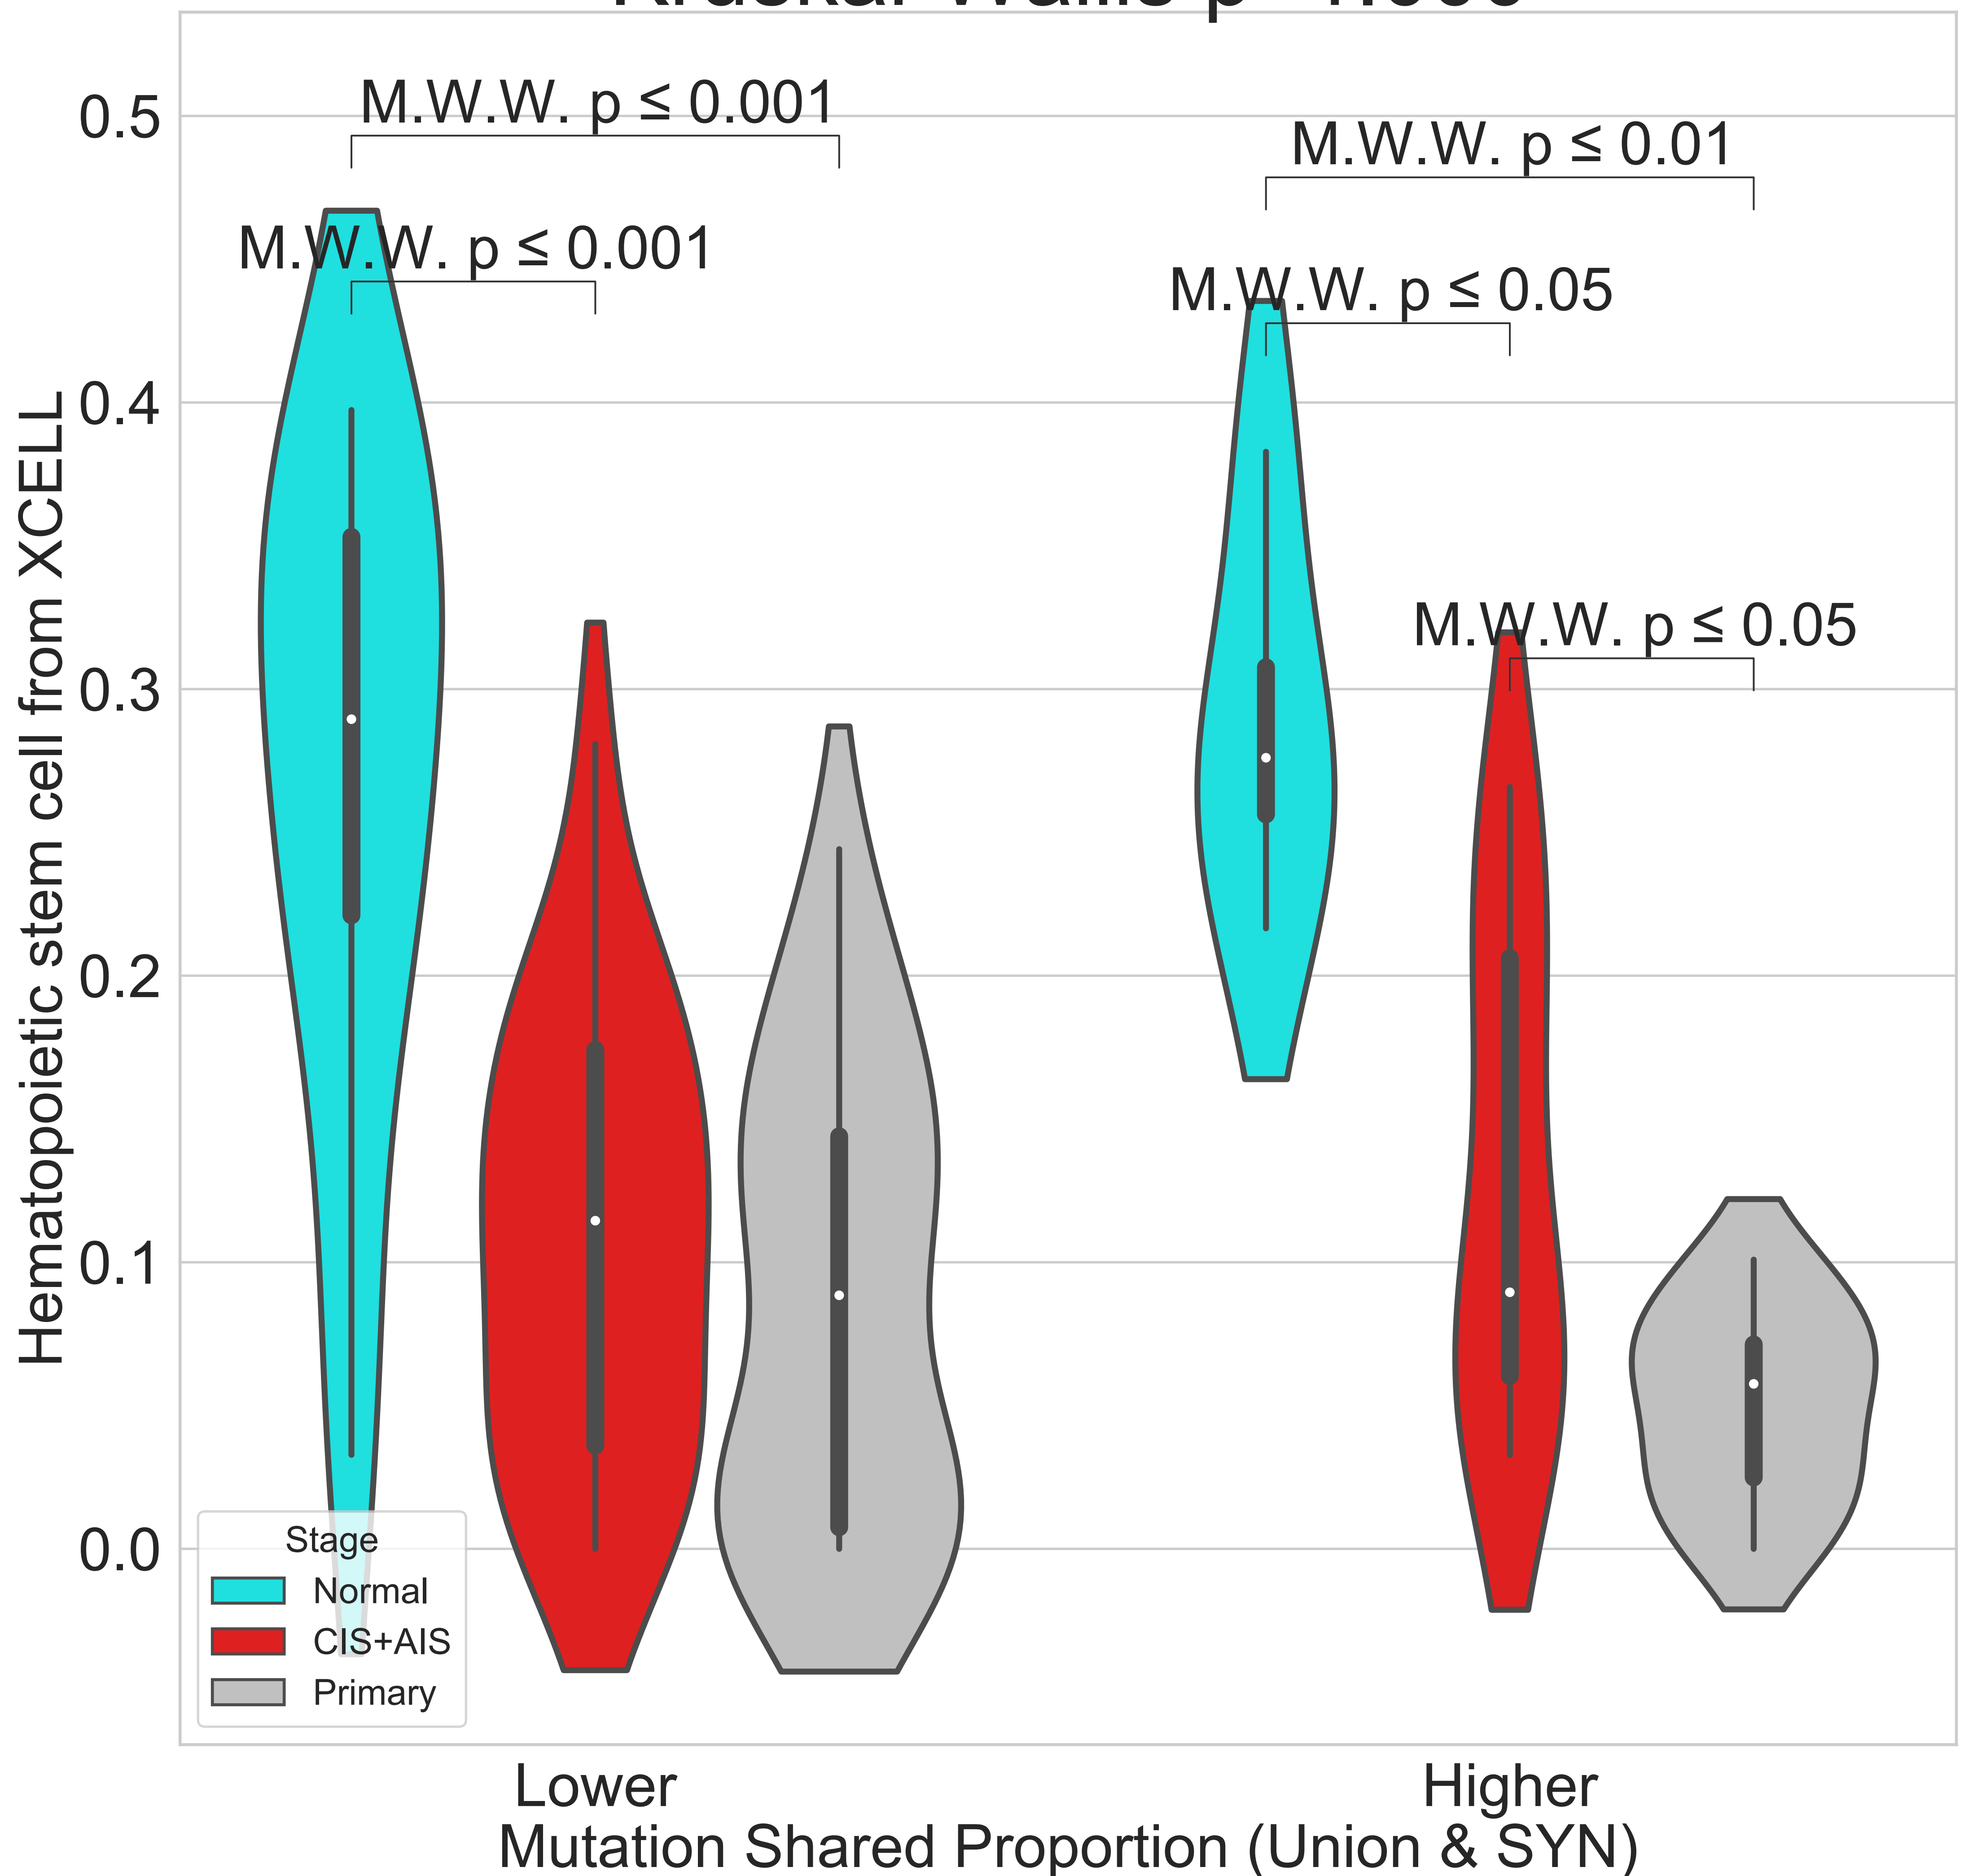 M.W.W. p ≤ 0.001
M.W.W. p ≤ 0.01
M.W.W. p ≤ 0.001
M.W.W. p ≤ 0.05
M.W.W. p ≤ 0.05
Hematopoietic stem cell from XCELL
0.5
0.4
0.3
0.2
0.1
0.0
Stage
Normal
CIS+AIS
Primary
Lower
Higher
Mutation Shared Proportion (Union & SYN)